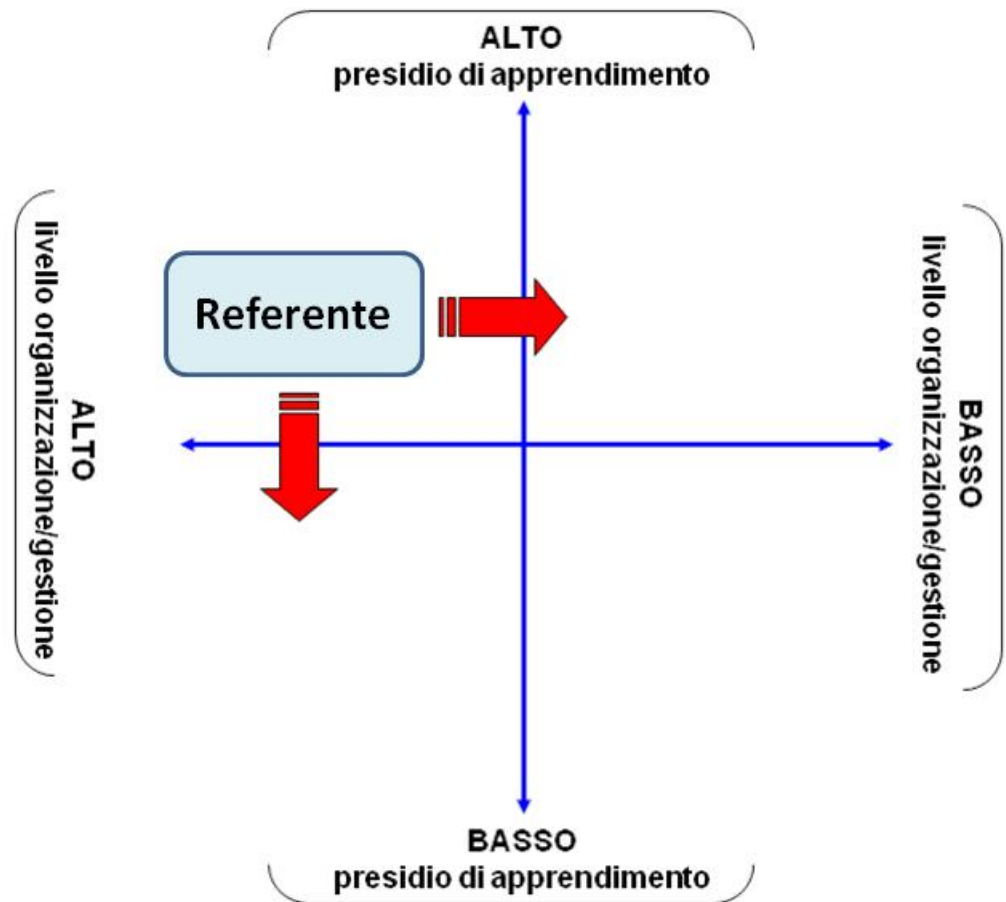 ALTO
presidio di apprendimento
ALTO
livello organizzazione/gestione
Referente
BASSO
livello organizzazione/gestione
BASSO
presidio di apprendimento